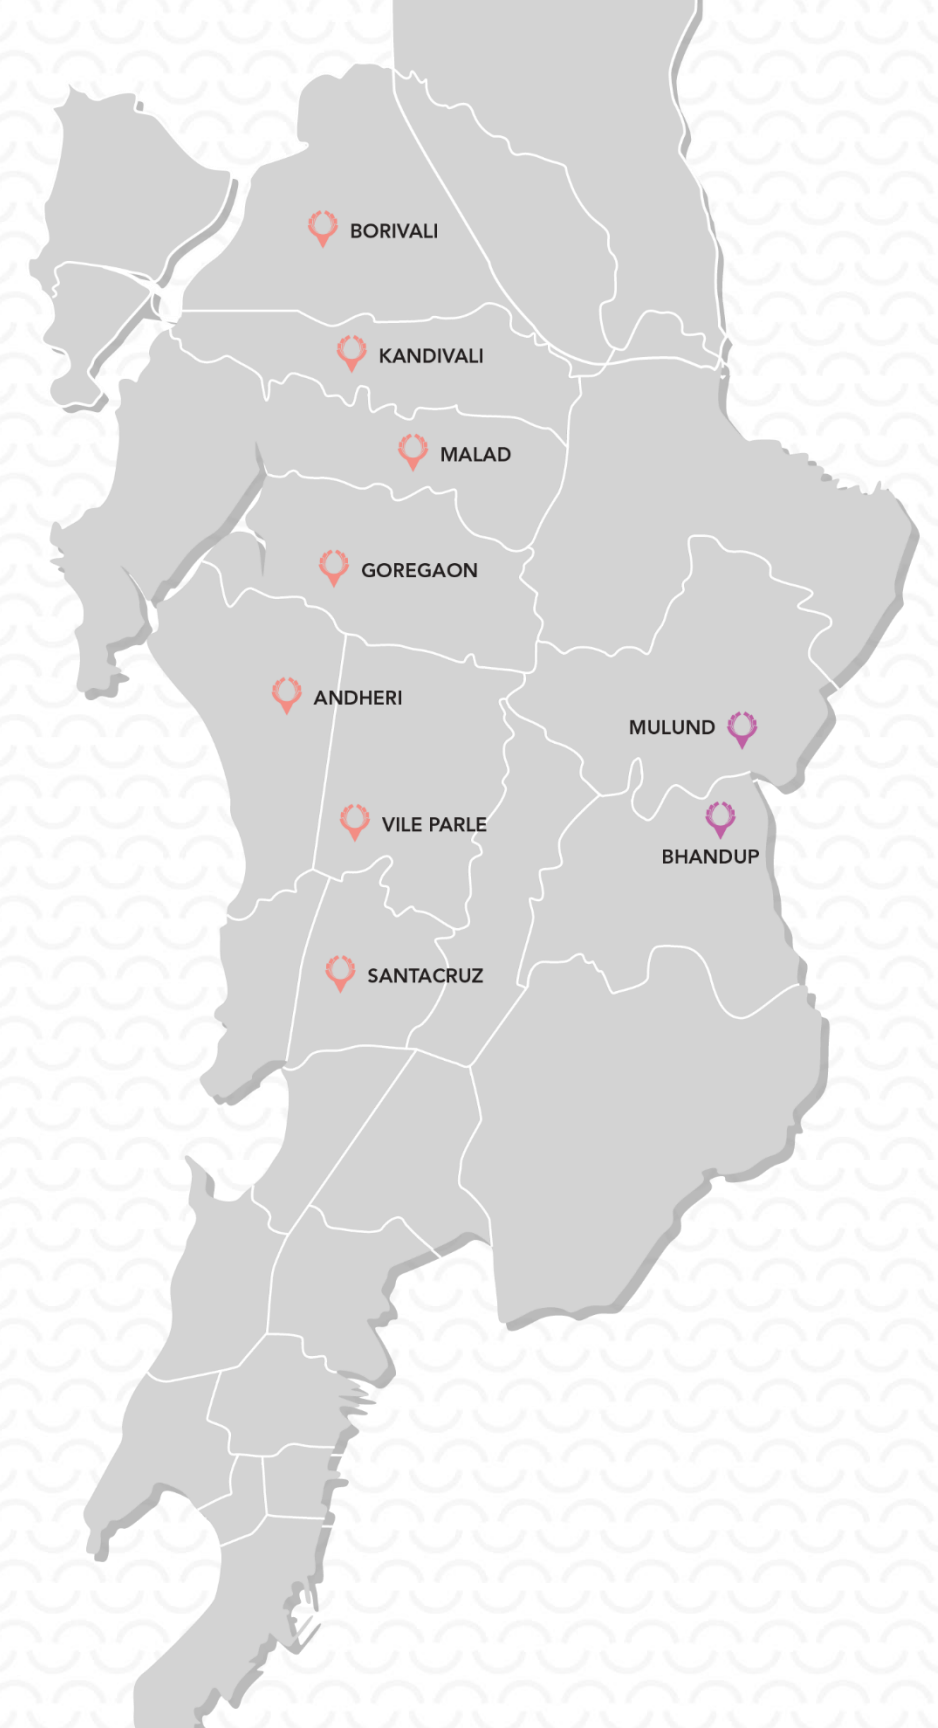 BORIVALI
KANDIVALI
MALAD
GOREGAON
ANDHERI
MULUND
VILE PARLE
BHANDUP
SANTACRUZ